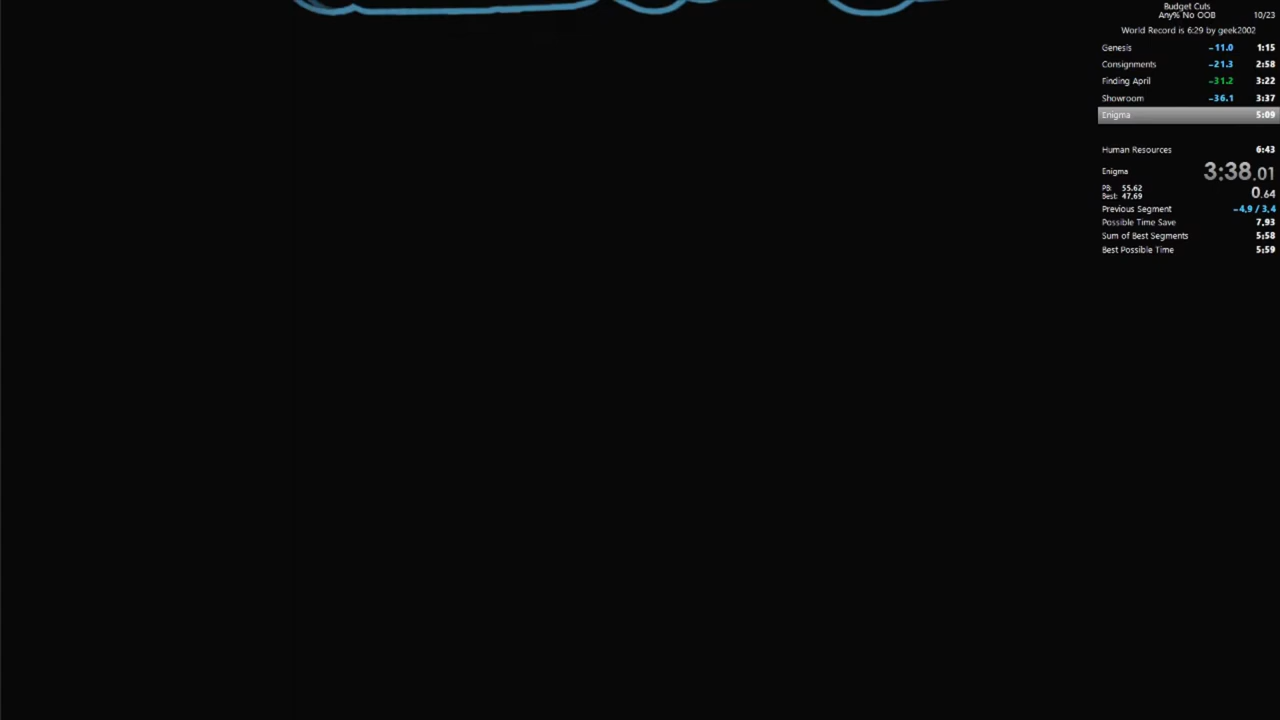 Budget Cuts
Any% No OOB 10/23
World Record is 6:29 by geek2002
Genesis -11.0 1:15
Consignments -21.3 2:58
Finding April -31.2 3:22
Showroom -36.1 3:37
Enigma 5:09
Human Resources 6:43
Enigma 3:38.01
PB: 55.62 0.64
Best: 47.69
Previous Segment -4.9 / 3.4
Possible Time Save 7.93
Sum of Best Segments 5:58
Best Possible Time 5:59